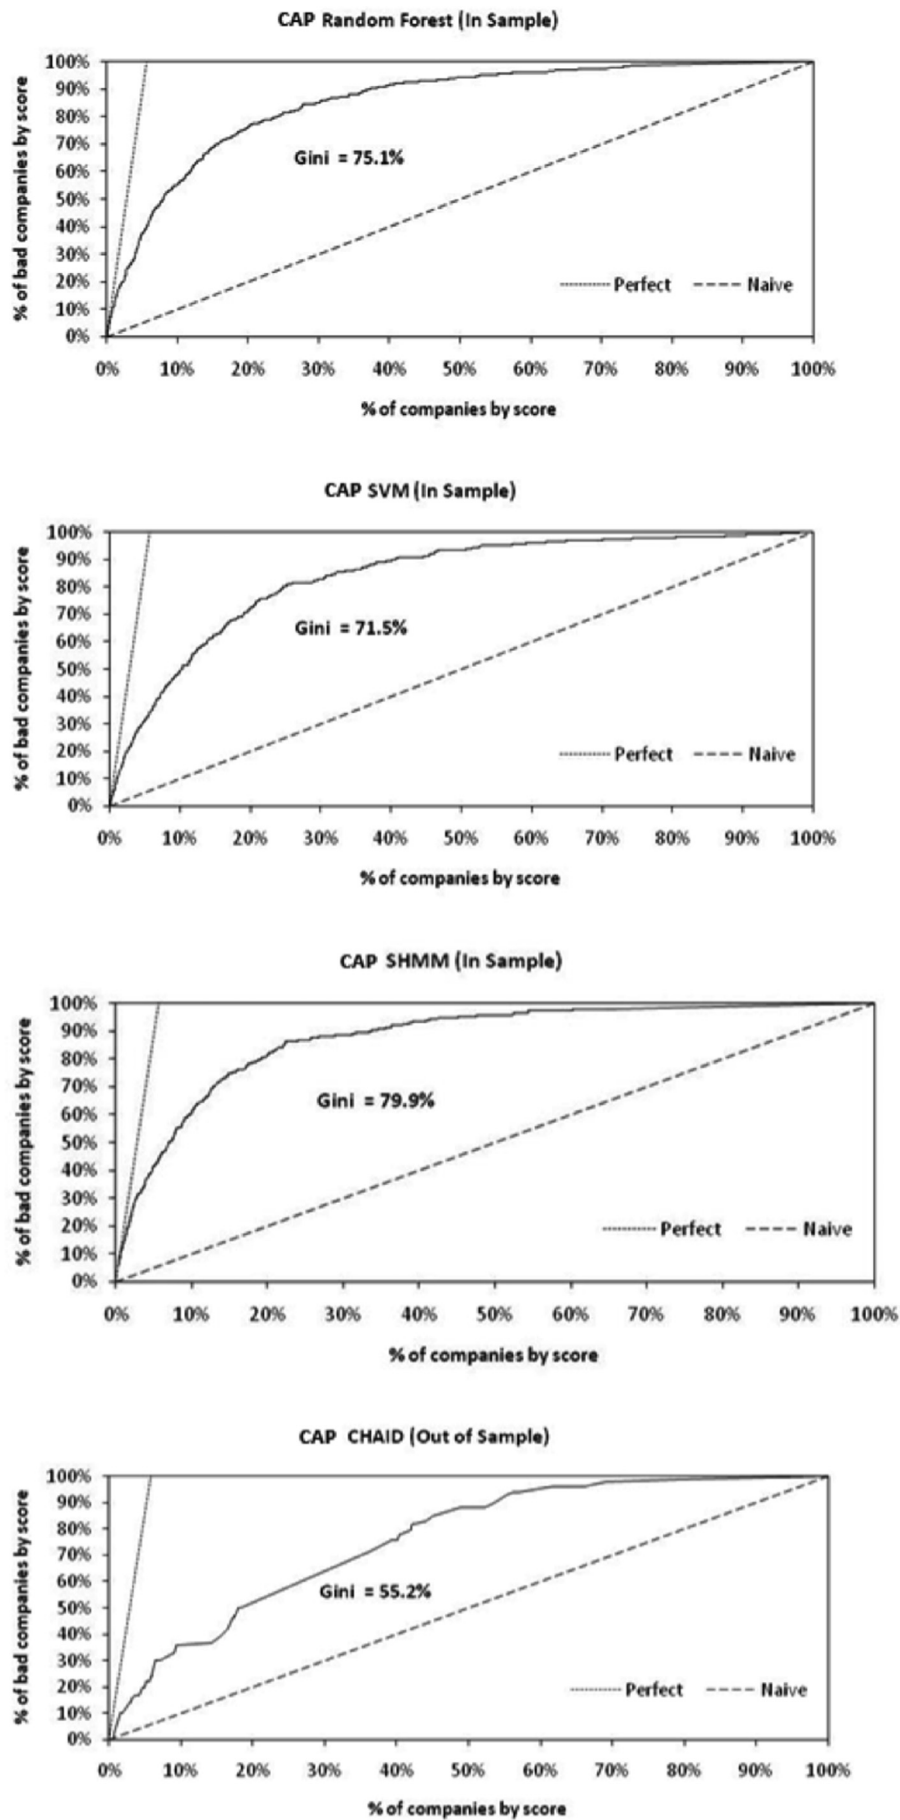 CAP Random Forest (In Sample)
% of bad companies by score
100%
90%
80%
70%
60%
50%
40%
30%
20%
10%
0%
Gini = 75.1%
Perfect Naive
0% 10% 20% 30% 40% 50% 60% 70% 80% 90% 100%
% of companies by score
CAP SVM (In Sample)
% of bad companies by score
100%
90%
80%
70%
60%
50%
40%
30%
20%
10%
0%
Gini = 71.5%
Perfect Naive
0% 10% 20% 30% 40% 50% 60% 70% 80% 90% 100%
% of companies by score
CAP SHMM (In Sample)
% of bad companies by score
100%
90%
80%
70%
60%
50%
40%
30%
20%
10%
0%
Gini = 79.9%
Perfect Naive
0% 10% 20% 30% 40% 50% 60% 70% 80% 90% 100%
% of companies by score
CAP CHAID (Out of Sample)
% of bad companies by score
100%
90%
80%
70%
60%
50%
40%
30%
20%
10%
0%
Gini = 55.2%
Perfect Naive
0% 10% 20% 30% 40% 50% 60% 70% 80% 90% 100%
% of companies by score